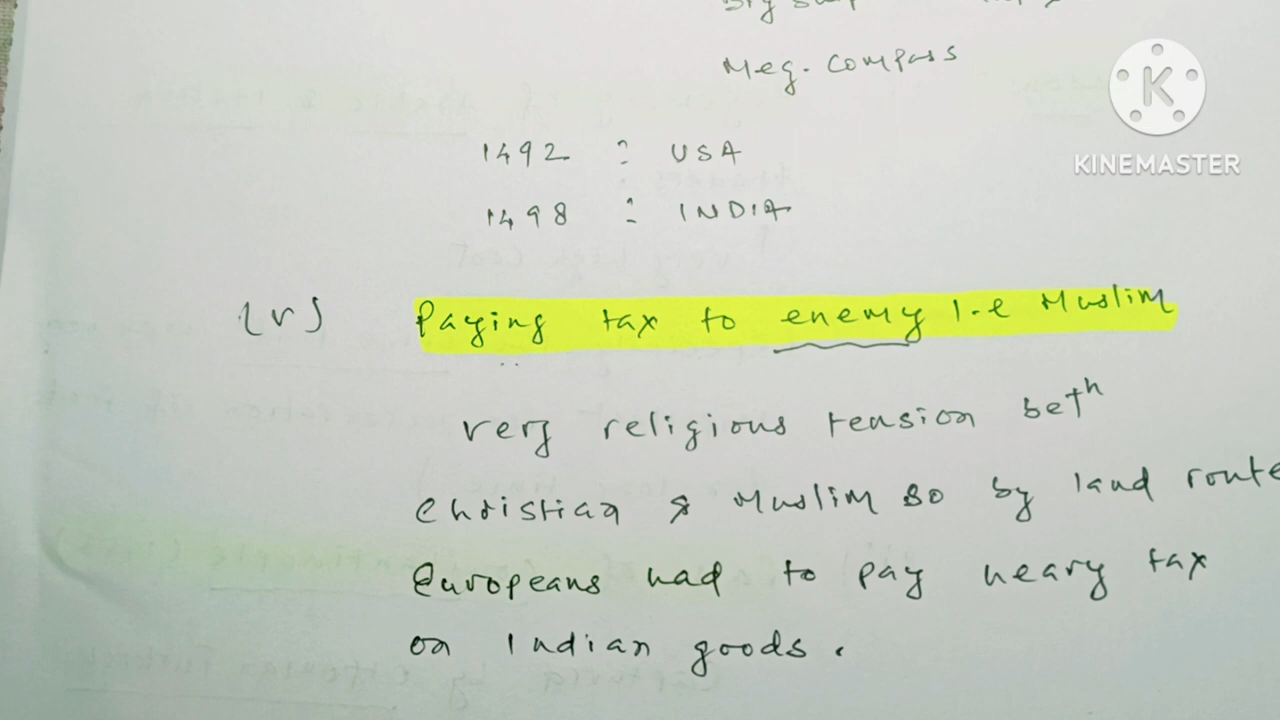 Meg. Compass
K
KINEMASTER
1492 : USA
1498 : INDIA
(v) Paying tax to enemy I.e Muslim
very religious tension betn
Christian & Muslim so by land route
Europeans had to pay heavy tax
on Indian goods.